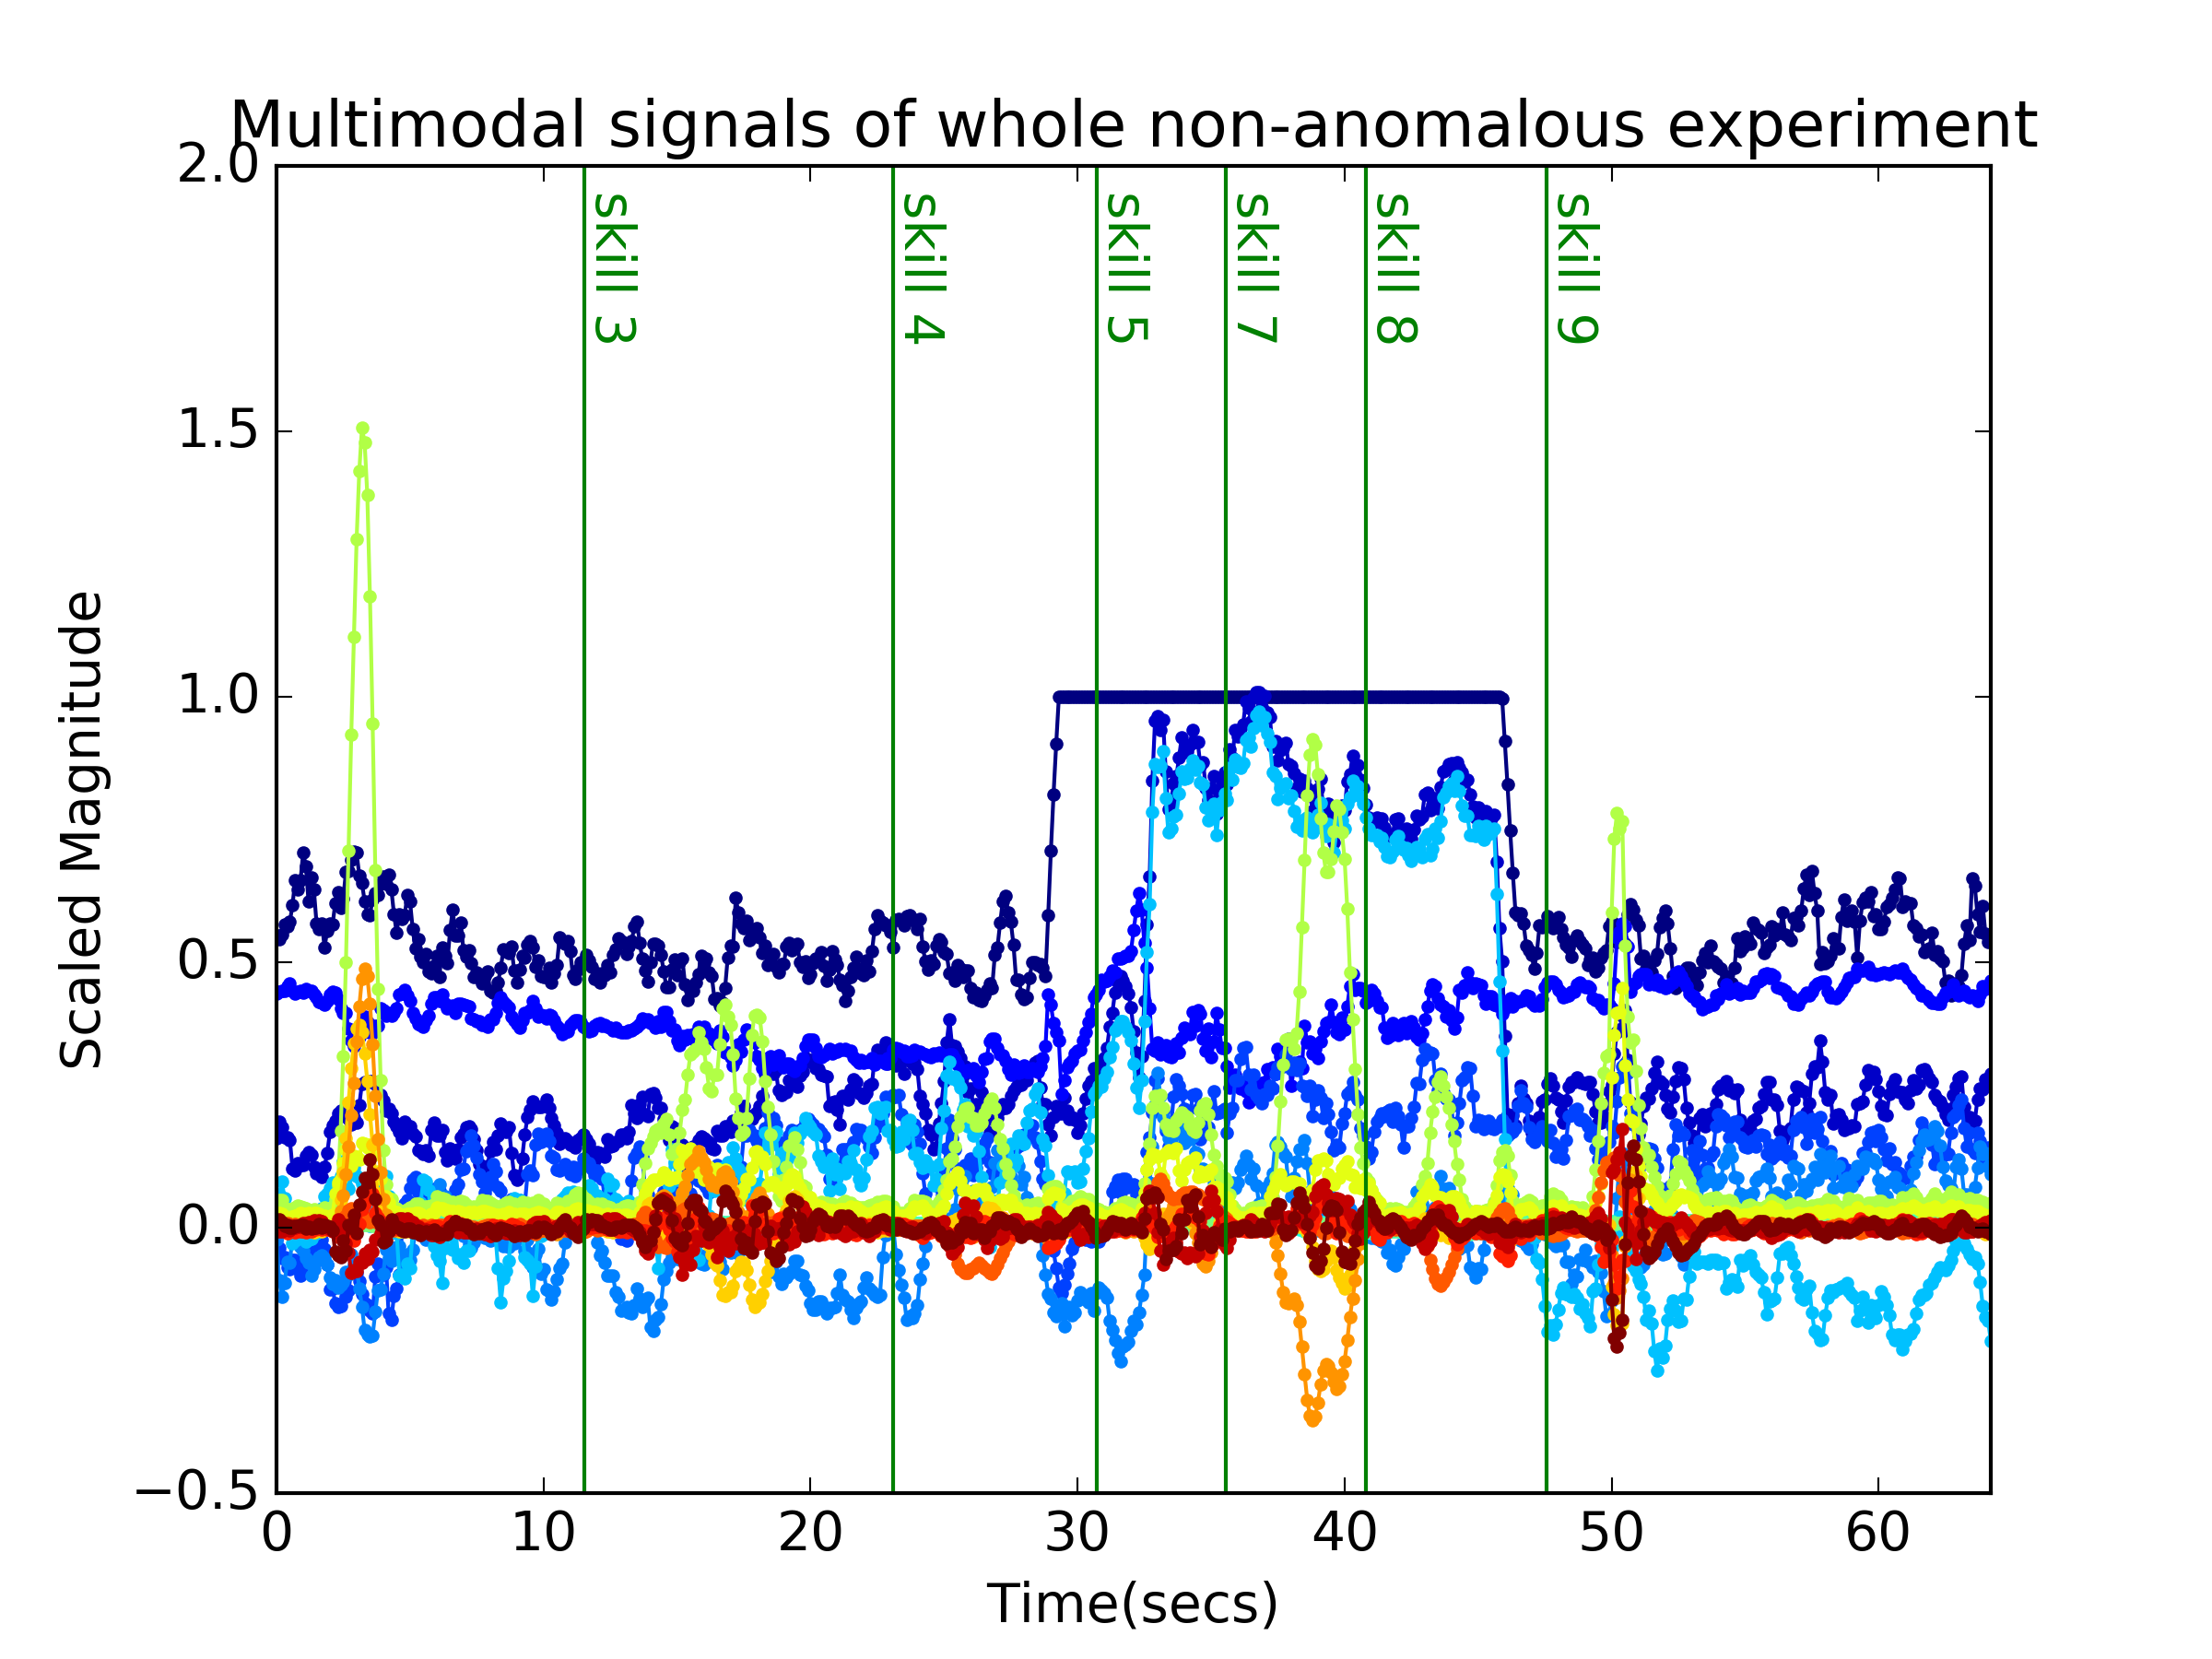 Multimodal signals of whole non-anomalous experiment
2.0
1.5
1.0
0.5
0.0
−0.5
Scaled Magnitude
skill 3
skill 4
skill 5
skill 7
skill 8
skill 9
0 10 20 30 40 50 60
Time(secs)